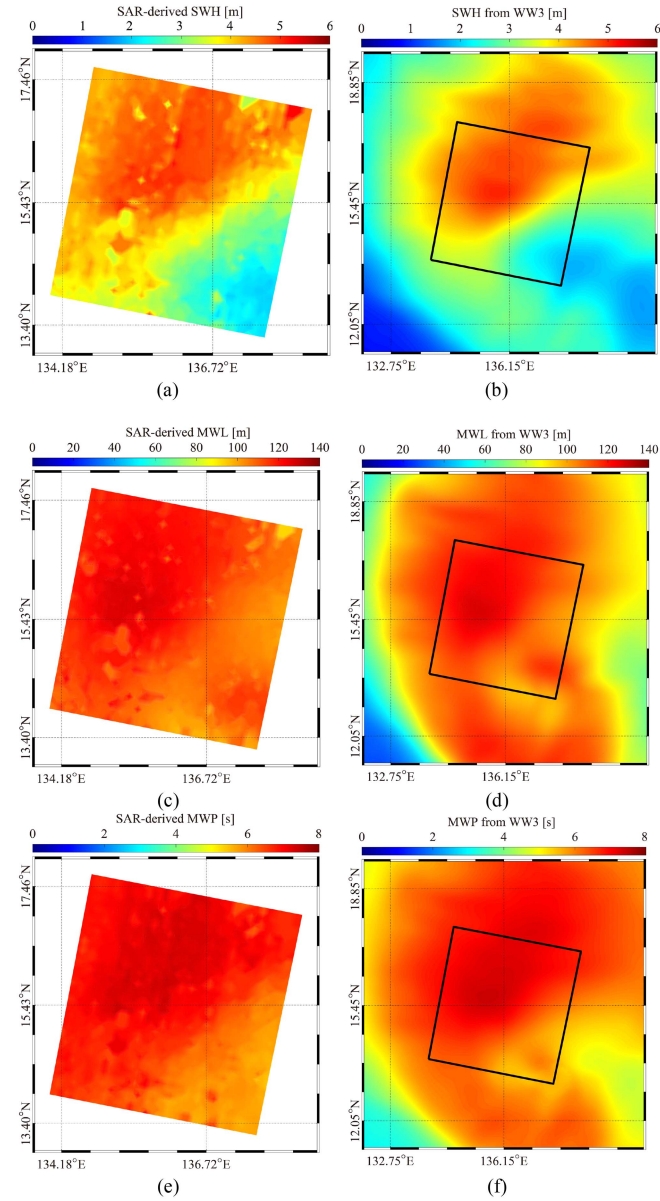 SAR-derived SWH [m]
0 1 2 3 4 5 6
17.46°N
15.43°N
13.40°N
134.18°E 136.72°E
(a)
SWH from WW3 [m]
0 1 2 3 4 5 6
18.85°N
15.45°N
12.05°N
132.75°E 136.15°E
(b)
SAR-derived MWL [m]
0 20 40 60 80 100 120 140
17.46°N
15.43°N
13.40°N
134.18°E 136.72°E
(c)
MWL from WW3 [m]
0 20 40 60 80 100 120 140
18.85°N
15.45°N
12.05°N
132.75°E 136.15°E
(d)
SAR-derived MWP [s]
0 2 4 6 8
17.46°N
15.43°N
13.40°N
134.18°E 136.72°E
(e)
MWP from WW3 [s]
0 2 4 6 8
18.85°N
15.45°N
12.05°N
132.75°E 136.15°E
(f)